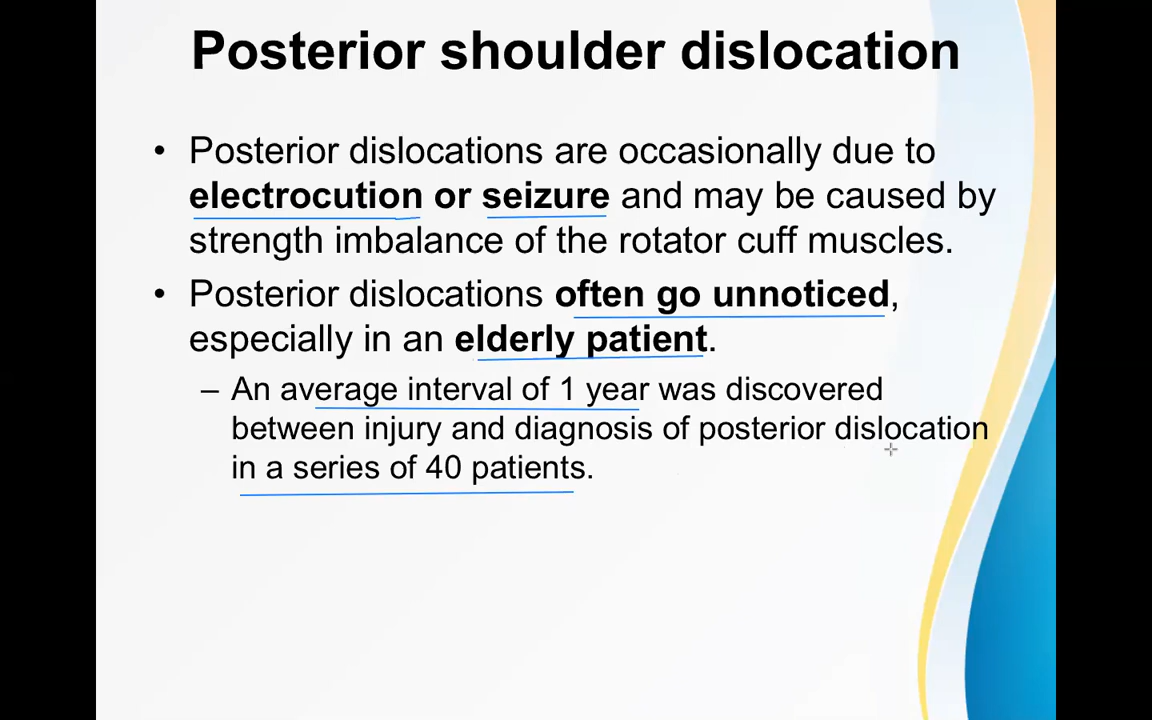 Posterior shoulder dislocation
• Posterior dislocations are occasionally due to
electrocution or seizure and may be caused by
strength imbalance of the rotator cuff muscles.
• Posterior dislocations often go unnoticed,
especially in an elderly patient.
– An average interval of 1 year was discovered
between injury and diagnosis of posterior dislocation
in a series of 40 patients.